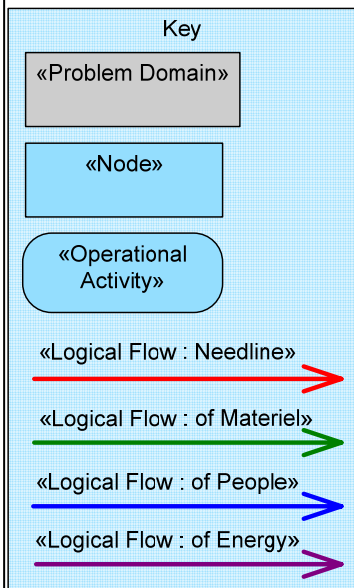 Key
«Problem Domain»
«Node»
«Operational
Activity»
«Logical Flow : Needline»
«Logical Flow : of Materiel»
«Logical Flow : of People»
«Logical Flow : of Energy»